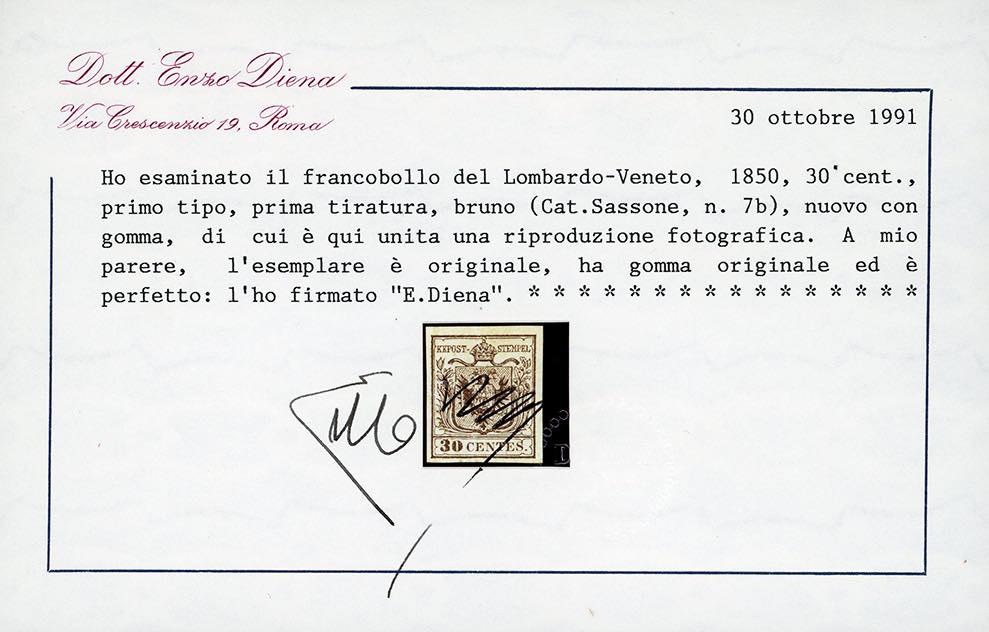 Dott. Enzo Diena
Via Crescenzio 19, Roma
30 ottobre 1991
Ho esaminato il francobollo del Lombardo-Veneto, 1850, 30 cent.,
primo tipo, prima tiratura, bruno (Cat.Sassone, n. 7b), nuovo con
gomma, di cui è qui unita una riproduzione fotografica. A mio
parere, l'esemplare è originale, ha gomma originale ed è
perfetto: l'ho firmato "E.Diena". * * * * * * * * * * * * * * * *
KKPOST-STEMPEL
30 CENTES.